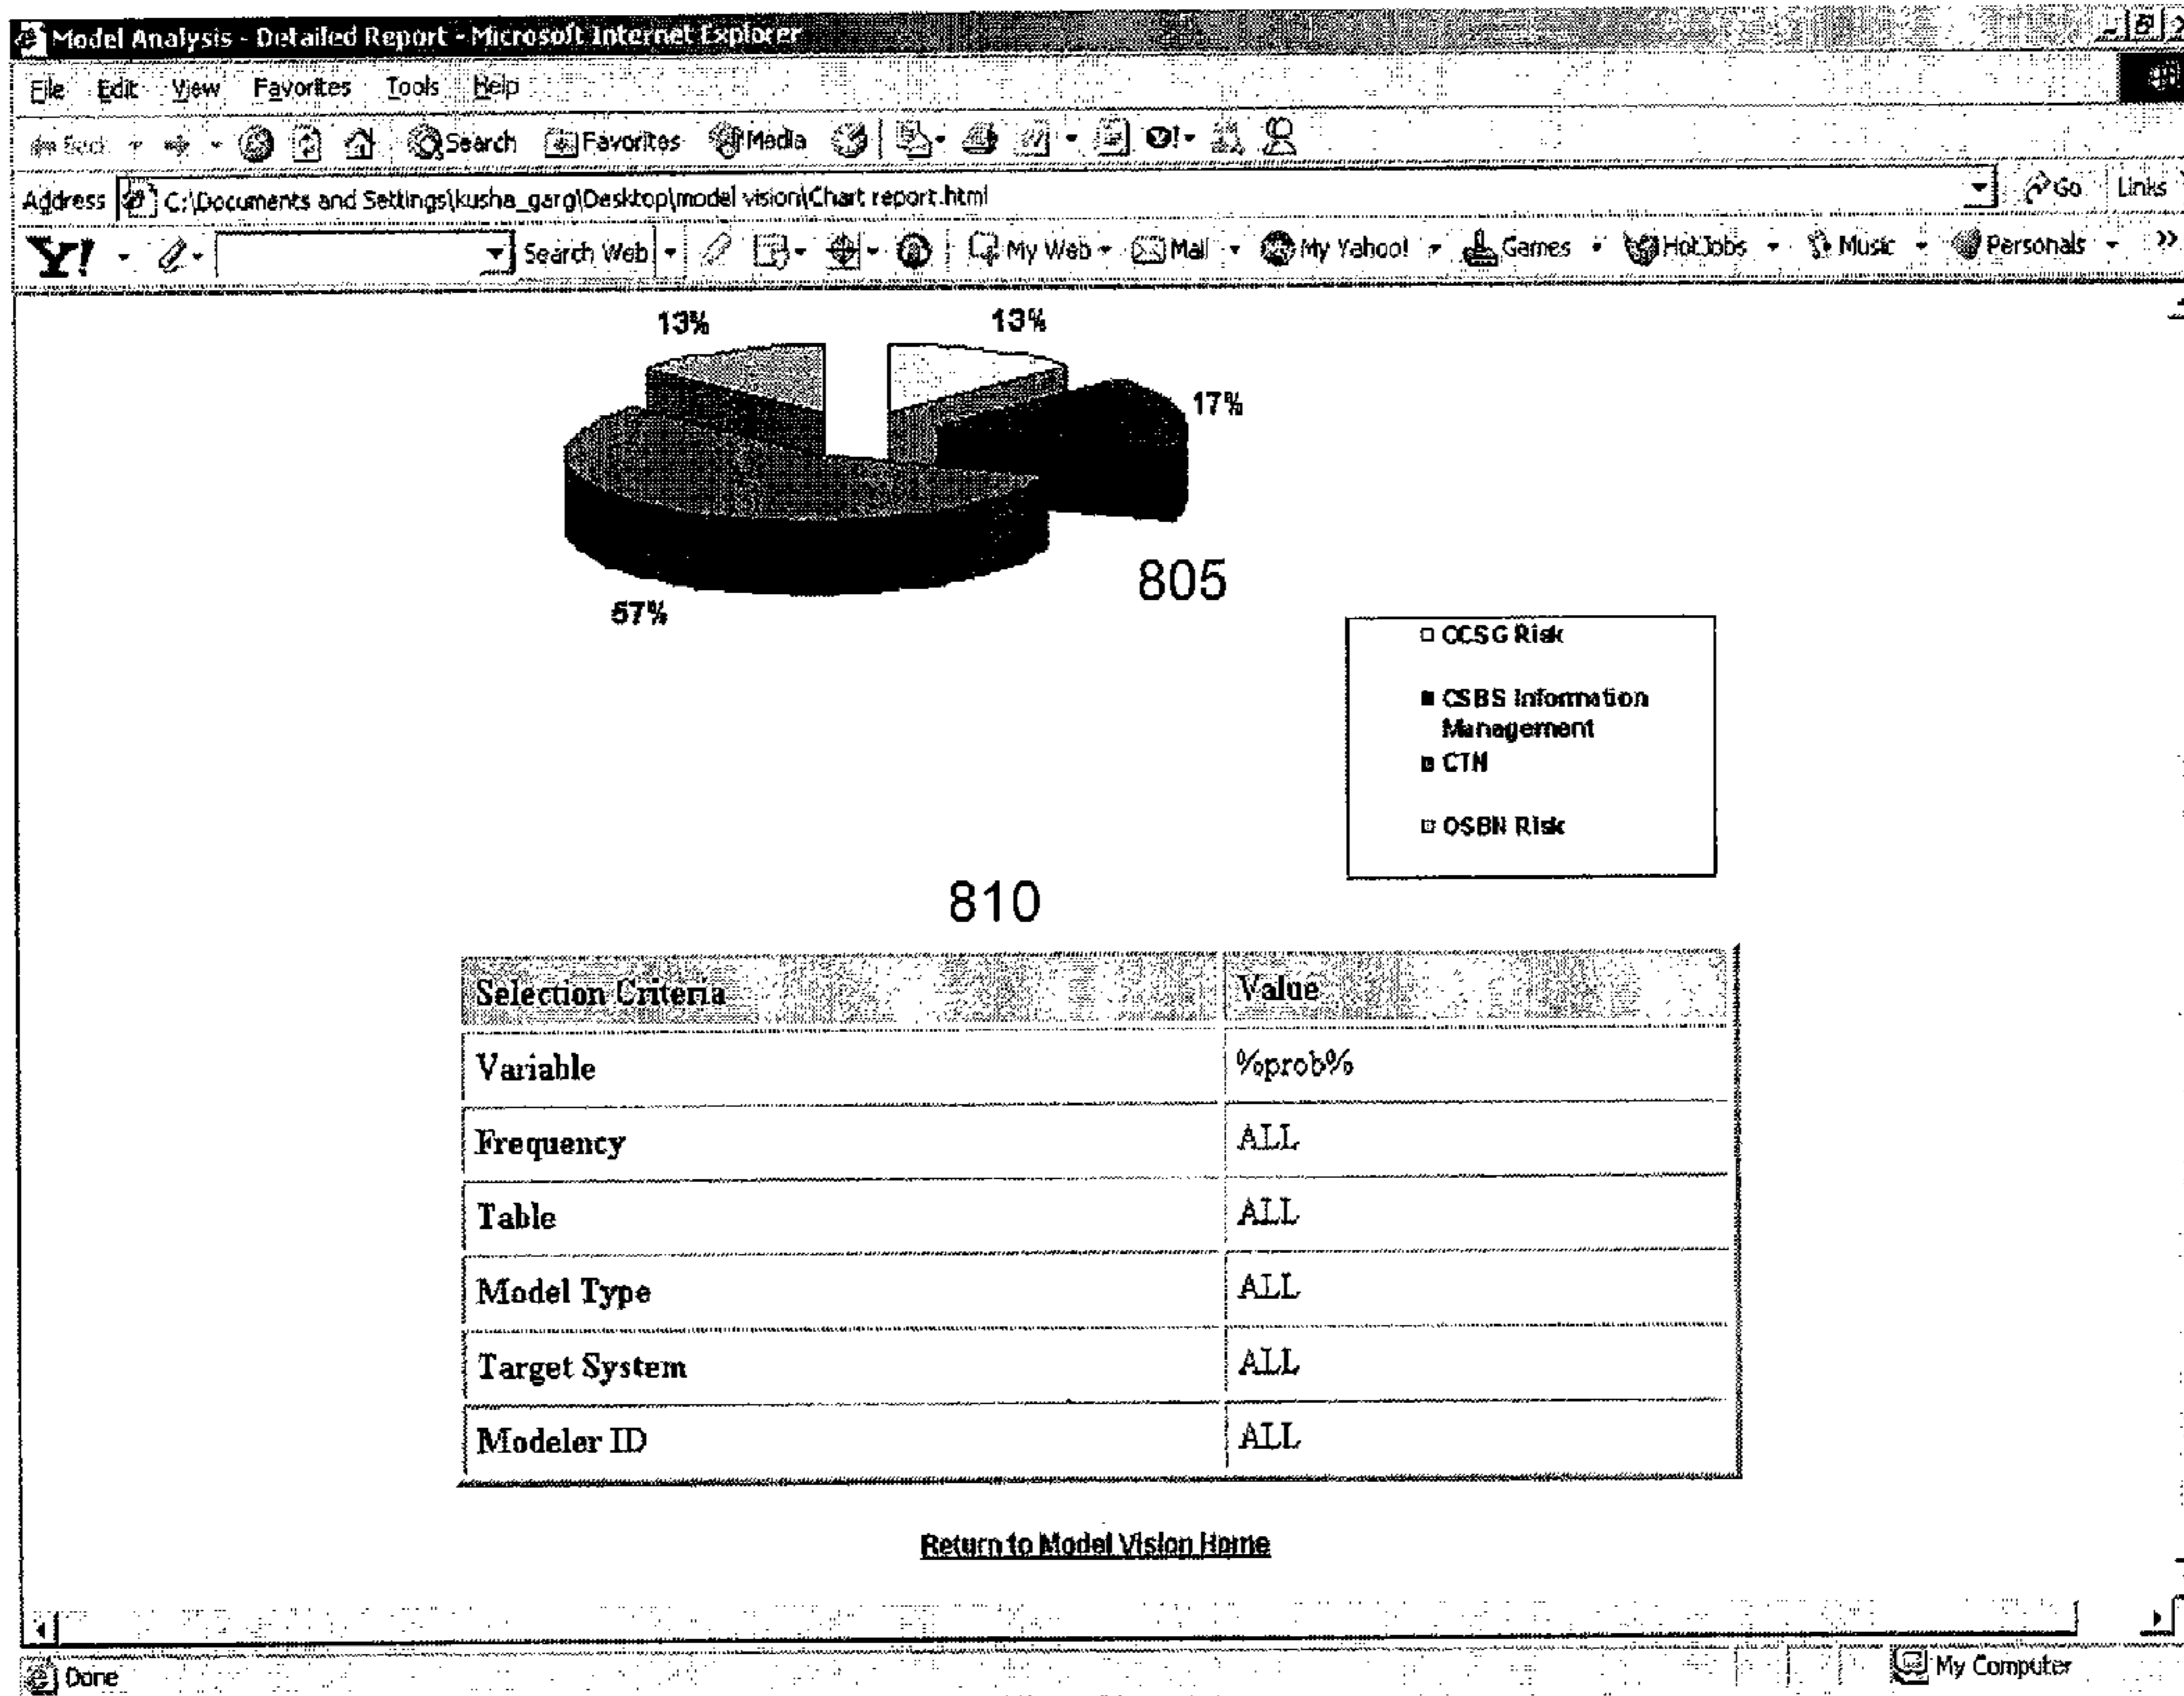 Model Analysis - Detailed Report - Microsoft Internet Explorer
File Edit View Favorites Tools Help
Back Search Favorites Media
Address C:\Documents and Settings\kusha_garg\Desktop\model vision\Chart report.html Go Links
Y! Search Web My Web Mail My Yahoo! Games HotJobs Music Personals »
13% 13%
17%
57%
805
CCSG Risk
CSBS Information
Management
CTN
OSBN Risk
810
Selection Criteria Value
Variable %prob%
Frequency ALL
Table ALL
Model Type ALL
Target System ALL
Modeler ID ALL
Return to Model Vision Home
Done My Computer